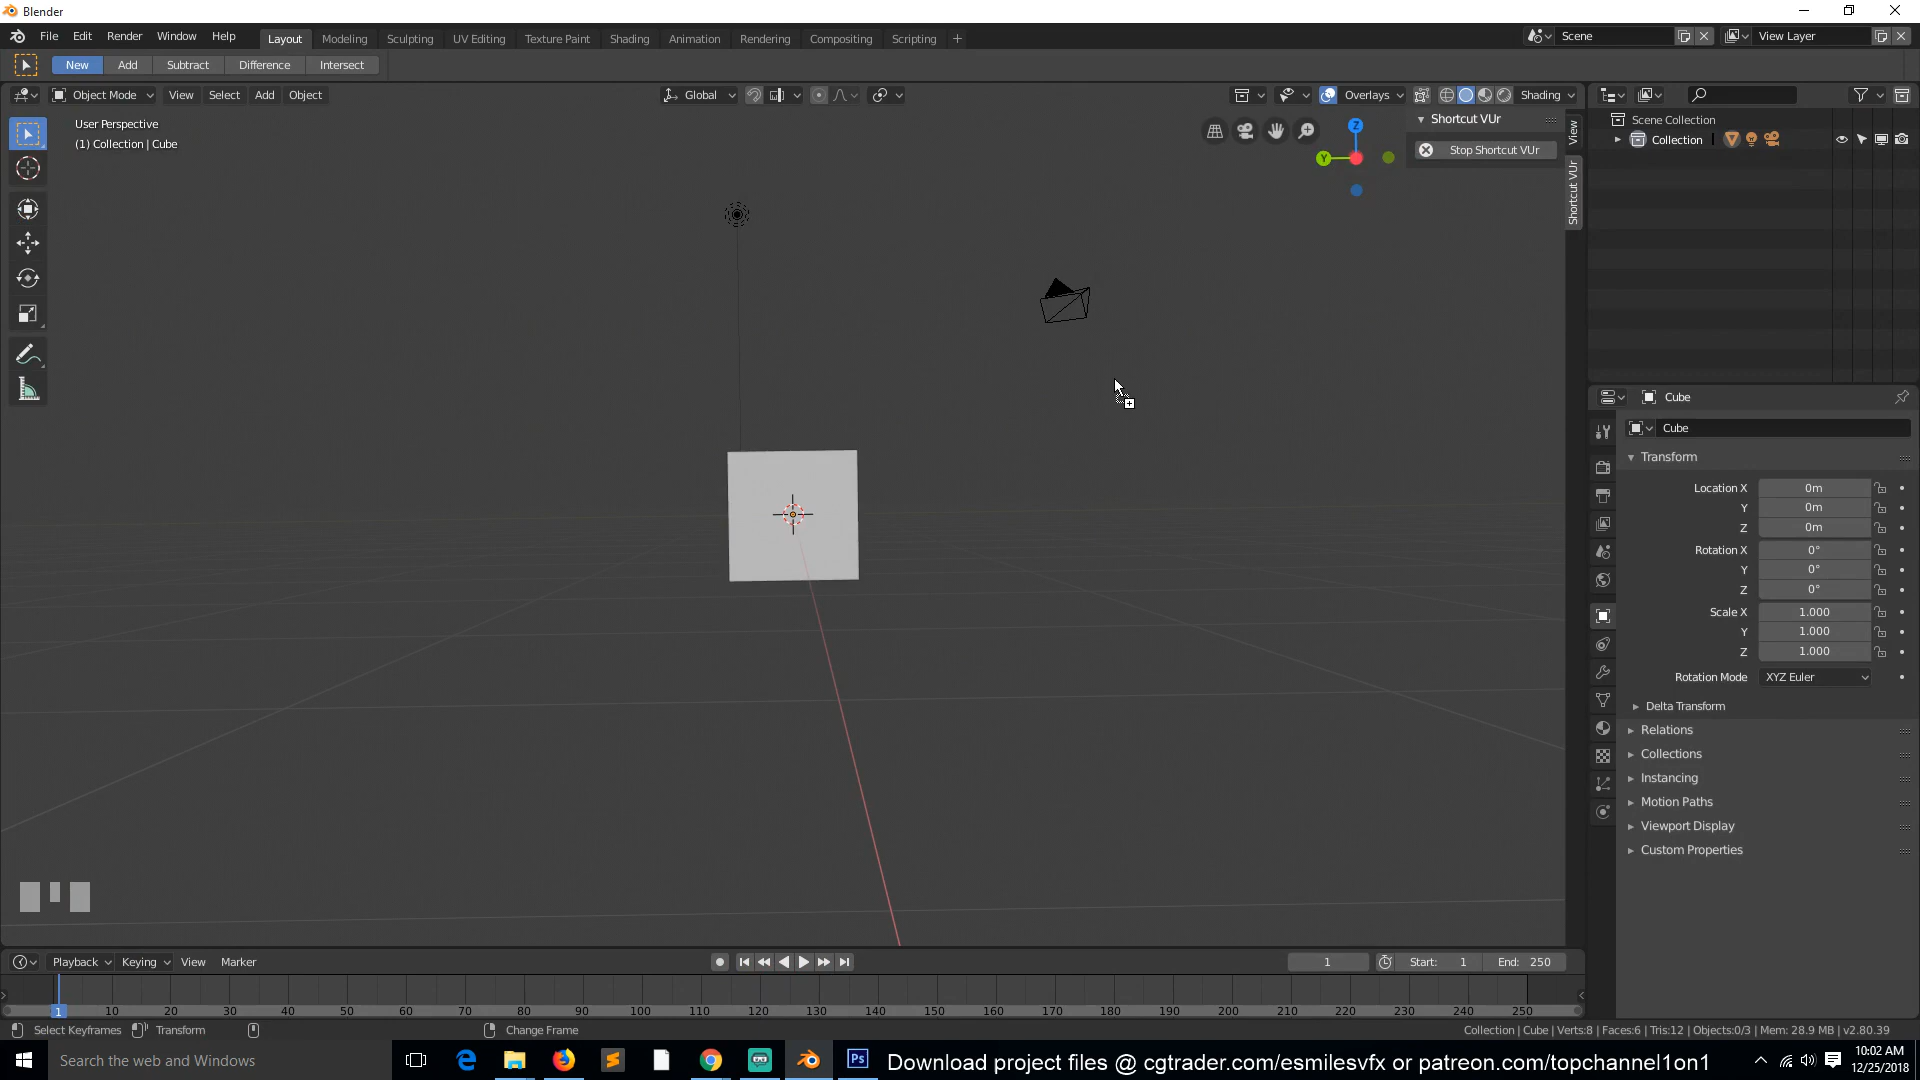 Blender
File Edit Render Window Help Layout Modeling Sculpting UV Editing Texture Paint Shading Animation Rendering Compositing Scripting + Scene View Layer
New Add Subtract Difference Intersect
Object Mode View Select Add Object Global Overlays Shading
User Perspective
(1) Collection | Cube
Z
Y
Shortcut VUr
Stop Shortcut VUr
View
Shortcut VUr
Scene Collection
Collection
Cube
Cube
Transform
Location X 0m
Y 0m
Z 0m
Rotation X 0°
Y 0°
Z 0°
Scale X 1.000
Y 1.000
Z 1.000
Rotation Mode XYZ Euler
Delta Transform
Relations
Collections
Instancing
Motion Paths
Viewport Display
Custom Properties
Playback Keying View Marker 1 Start: 1 End: 250
1 10 20 30 40 50 60 70 80 90 100 110 120 130 140 150 160 170 180 190 200 210 220 230 240 250
Select Keyframes Transform Change Frame Collection | Cube | Verts:8 | Faces:6 | Tris:12 | Objects:0/3 | Mem: 28.9 MB | v2.80.39
Search the web and Windows Ps Download project files @ cgtrader.com/esmilesvfx or patreon.com/topchannel1on1 10:02 AM
12/25/2018